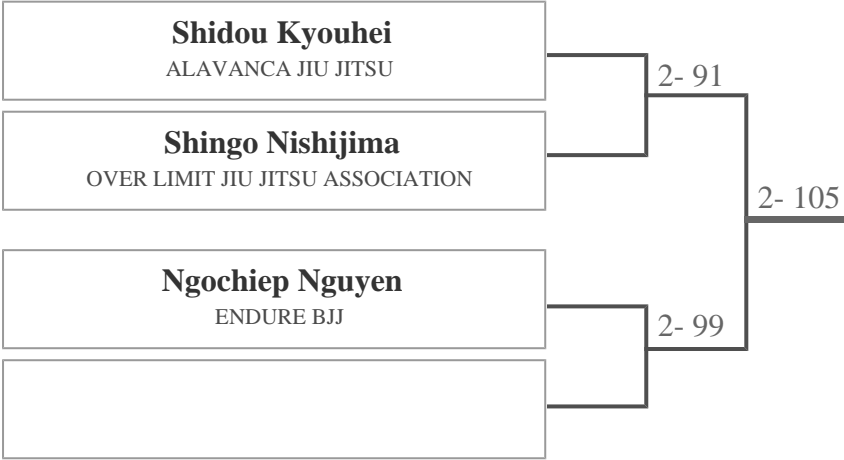 Shidou Kyouhei
ALAVANCA JIU JITSU
2- 91
Shingo Nishijima
OVER LIMIT JIU JITSU ASSOCIATION
2- 105
Ngochiep Nguyen
ENDURE BJJ
2- 99